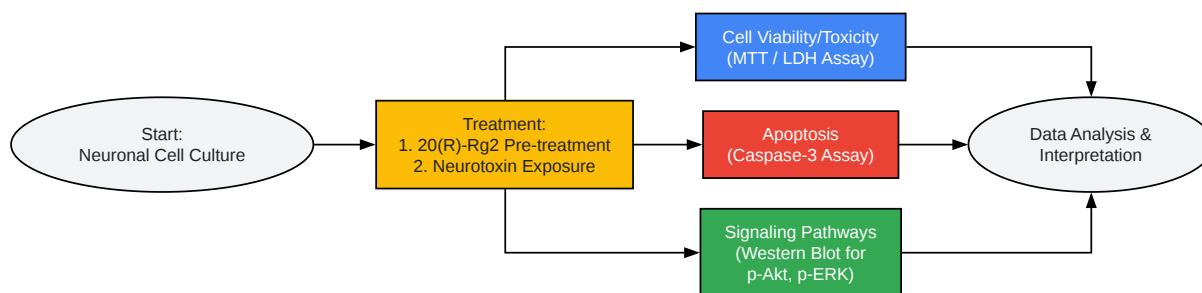 Start:
Neuronal Cell Culture
Treatment:
1. 20(R)-Rg2 Pre-treatment
2. Neurotoxin Exposure
Cell Viability/Toxicity
(MTT / LDH Assay)
Apoptosis
(Caspase-3 Assay)
Signaling Pathways
(Western Blot for
p-Akt, p-ERK)
Data Analysis &
Interpretation